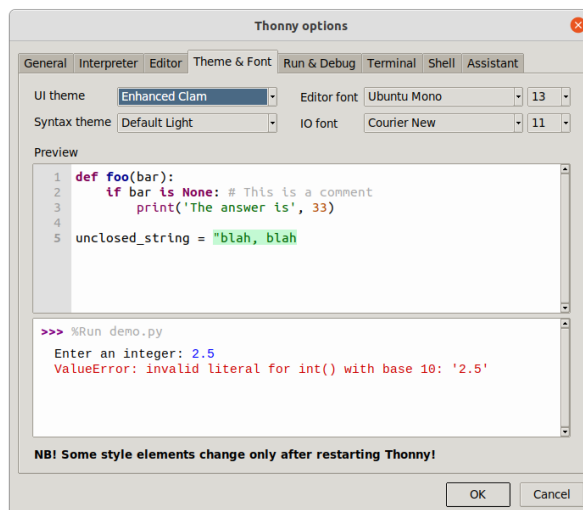 Thonny options
General Interpreter Editor Theme & Font Run & Debug Terminal Shell Assistant
UI theme Enhanced Clam Editor font Ubuntu Mono 13
Syntax theme Default Light IO font Courier New 11
Preview
1 def foo(bar):
2 if bar is None: # This is a comment
3 print('The answer is', 33)
4
5 unclosed_string = "blah, blah
>>> %Run demo.py
Enter an integer: 2.5
ValueError: invalid literal for int() with base 10: '2.5'
NB! Some style elements change only after restarting Thonny!
OK Cancel